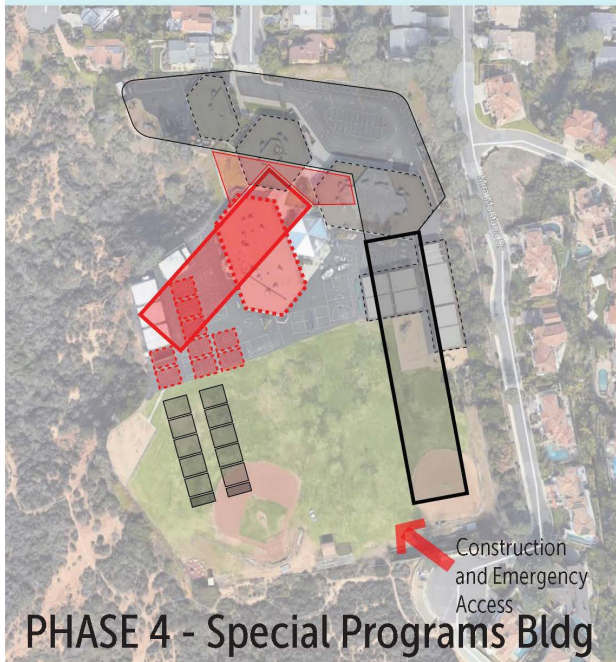 Construction
and Emergency
Access
PHASE 4 - Special Programs Bldg